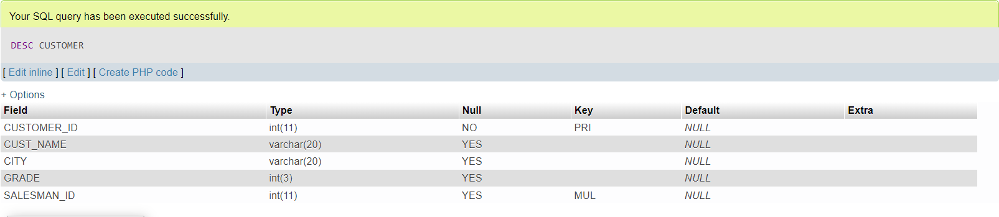 Your SQL query has been executed successfully.
DESC CUSTOMER
[ Edit inline ] [ Edit ] [ Create PHP code ]
+ Options
Field Type Null Key Default Extra
CUSTOMER_ID int(11) NO PRI NULL
CUST_NAME varchar(20) YES NULL
CITY varchar(20) YES NULL
GRADE int(3) YES NULL
SALESMAN_ID int(11) YES MUL NULL